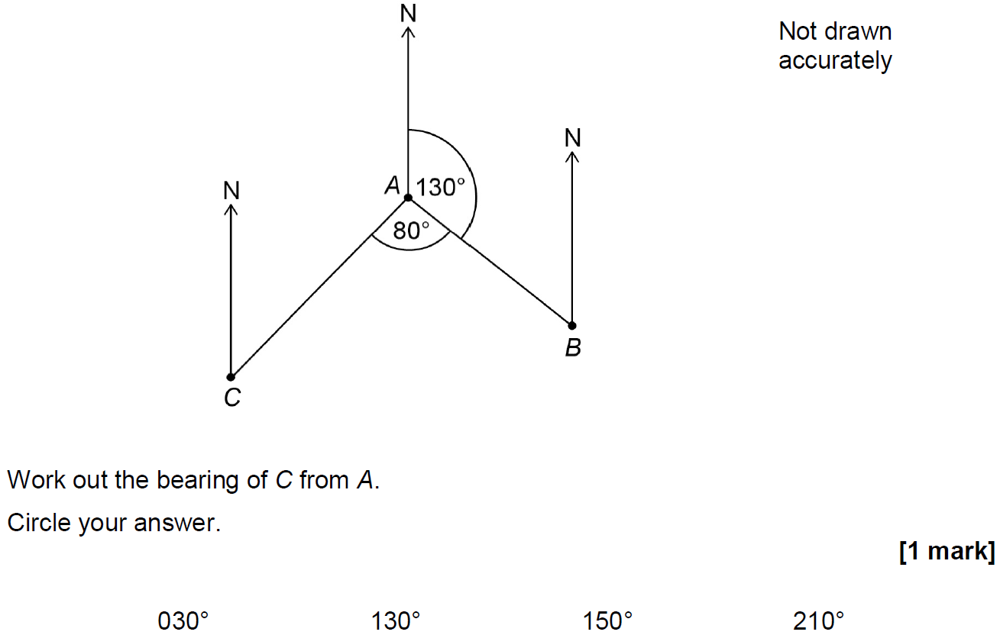 N
Not drawn
accurately
N
N
A 130°
80°
B
C
Work out the bearing of C from A.
Circle your answer.
[1 mark]
030° 130° 150° 210°